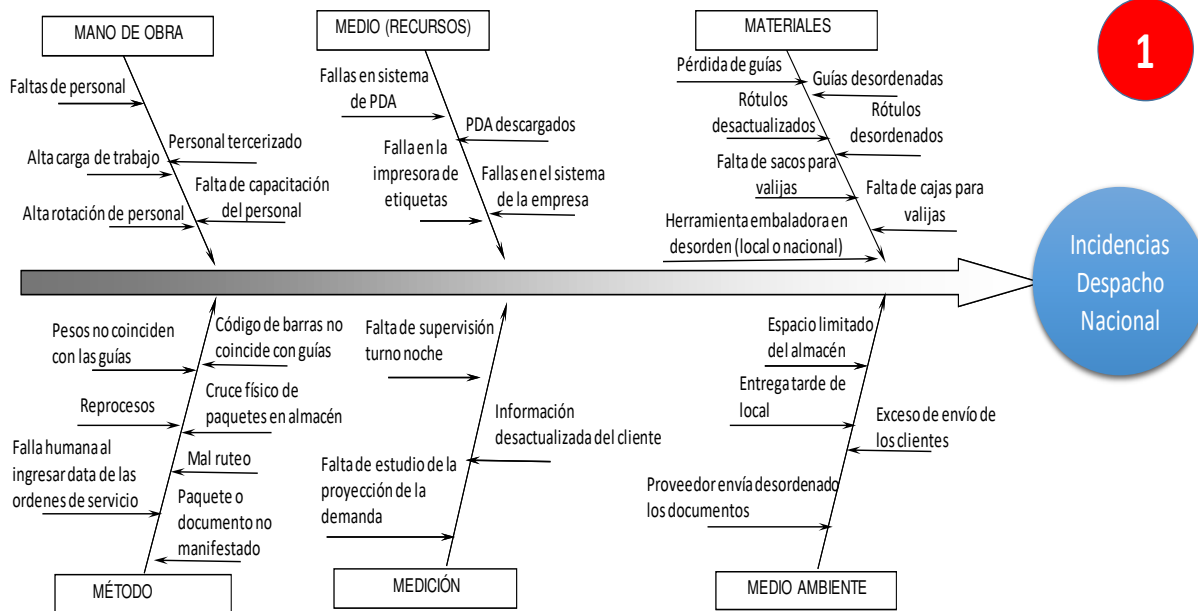 MANO DE OBRA
Faltas de personal
Personal tercerizado
Alta carga de trabajo
Falta de capacitación
del personal
Alta rotación de personal
MEDIO (RECURSOS)
Fallas en sistema
de PDA
PDA descargados
Falla en la
impresora de
etiquetas
Fallas en el sistema
de la empresa
MATERIALES
Pérdida de guías
Guías desordenadas
Rótulos
desactualizados
Rótulos
desordenados
Falta de sacos para
valijas
Falta de cajas para
valijas
Herramienta embaladora en
desorden (local o nacional)
1
Incidencias
Despacho
Nacional
Pesos no coinciden
con las guías
Código de barras no
coincide con guías
Reprocesos
Cruce físico de
paquetes en almacén
Falla humana al
ingresar data de las
ordenes de servicio
Mal ruteo
Paquete o
documento no
manifestado
MÉTODO
Falta de supervisión
turno noche
Información
desactualizada del cliente
Falta de estudio de la
proyección de la
demanda
MEDICIÓN
Espacio limitado
del almacén
Entrega tarde de
local
Exceso de envío de
los clientes
Proveedor envía desordenado
los documentos
MEDIO AMBIENTE